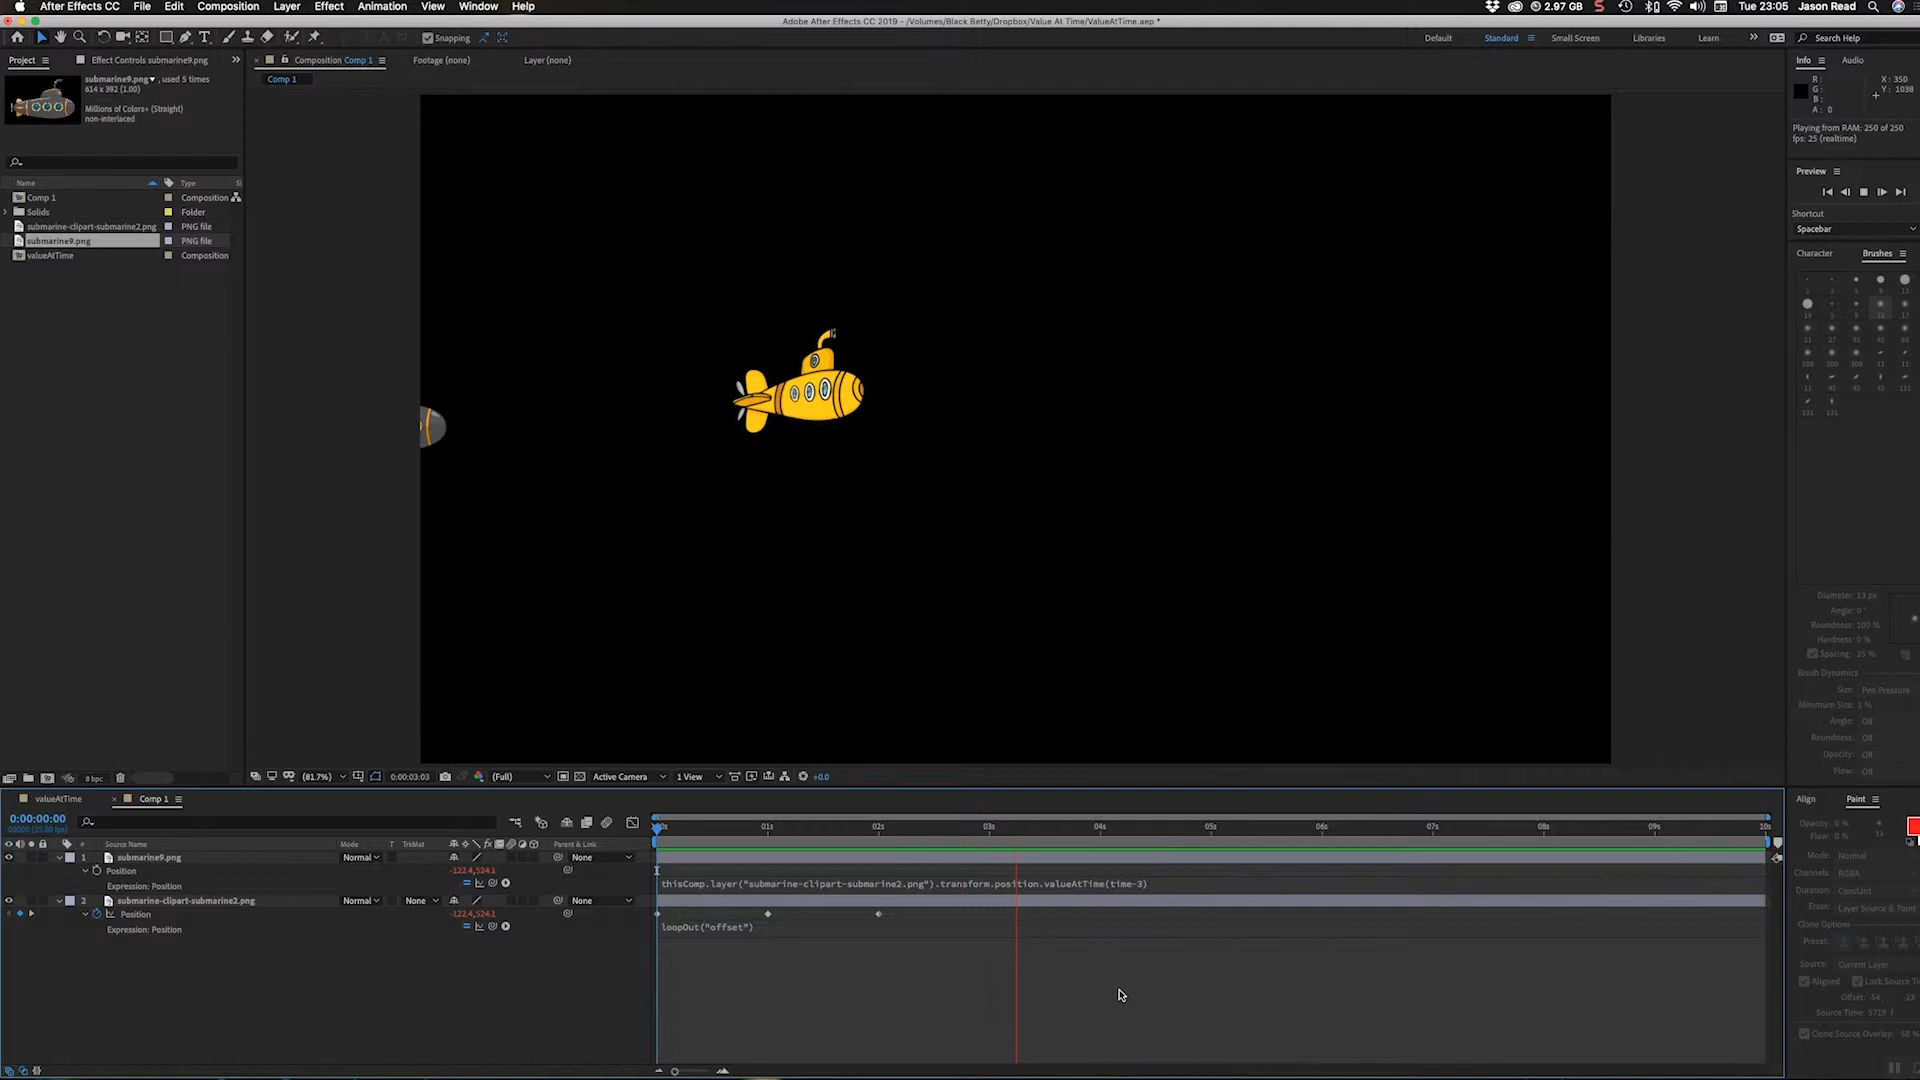 After Effects CC File Edit Composition Layer Effect Animation View Window Help 2.97 GB Tue 23:05 Jason Read
Adobe After Effects CC 2019 - /Volumes/Black Betty/Dropbox/Value At Time/ValueAtTime.aep *
Snapping Default Standard Small Screen Libraries Learn Search Help
Project Effect Controls submarine9.png Composition Comp 1 Footage (none) Layer (none) Info Audio
submarine9.png , used 5 times
614 x 392 (1.00)
Millions of Colors+ (Straight)
non-interlaced
Comp 1
R :
G :
B :
A : 0
X : 350
Y : 1038
Playing from RAM: 250 of 250
fps: 25 (realtime)
Preview
Shortcut
Spacebar
Character Brushes
Name Type
Comp 1 Composition
Solids Folder
submarine-clipart-submarine2.png PNG file
submarine9.png PNG file
valueAtTime Composition
Diameter: 13 px
Angle: 0 °
Roundness: 100 %
Hardness: 0 %
Spacing: 25 %
Brush Dynamics
Size: Pen Pressure
Minimum Size: 1 %
Angle: Off
Roundness: Off
Opacity: Off
Flow: Off
8 bpc (81.7%) 0:00:03:03 (Full) Active Camera 1 View +0.0
valueAtTime Comp 1
0:00:00:00
00000 (25.00 fps)
01s 02s 03s 04s 05s 06s 07s 08s 09s 10s
# Source Name Mode T TrkMat Parent & Link
1 submarine9.png Normal None
Position -122.4,524.1
Expression: Position thisComp.layer("submarine-clipart-submarine2.png").transform.position.valueAtTime(time-3)
2 submarine-clipart-submarine2.png Normal None None
Position -122.4,524.1
Expression: Position loopOut("offset")
Align Paint
Opacity: 0 %
Flow: 0 %
Mode: Normal
Channels: RGBA
Duration: Constant
Erase: Layer Source & Paint
Clone Options
Preset:
Source: Current Layer
Aligned Lock Source Ti
Offset: -54 -23
Source Time: 5719 f
Clone Source Overlay: 50 %